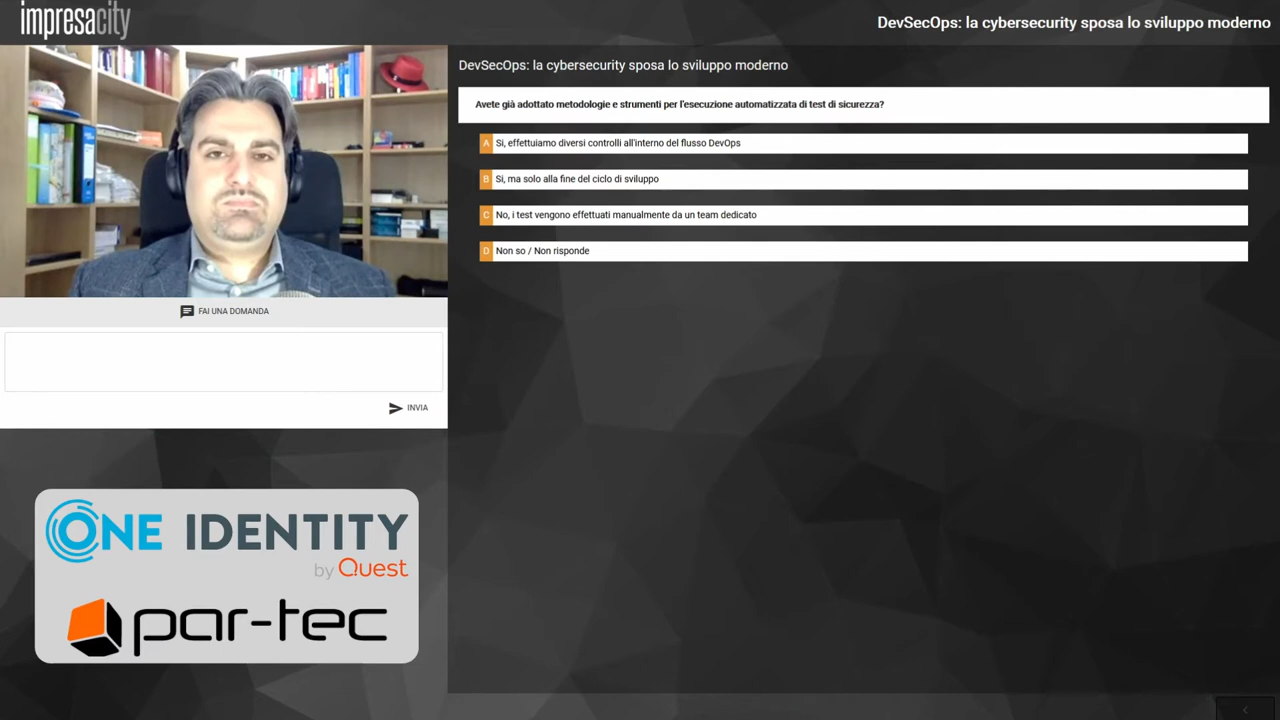 impresacity
DevSecOps: la cybersecurity sposa lo sviluppo moderno
DevSecOps: la cybersecurity sposa lo sviluppo moderno
Avete già adottato metodologie e strumenti per l'esecuzione automatizzata di test di sicurezza?
A Si, effettuiamo diversi controlli all'interno del flusso DevOps
B Si, ma solo alla fine del ciclo di sviluppo
C No, i test vengono effettuati manualmente da un team dedicato
D Non so / Non risponde
FAI UNA DOMANDA
INVIA
ONE IDENTITY
by Quest
par-tec